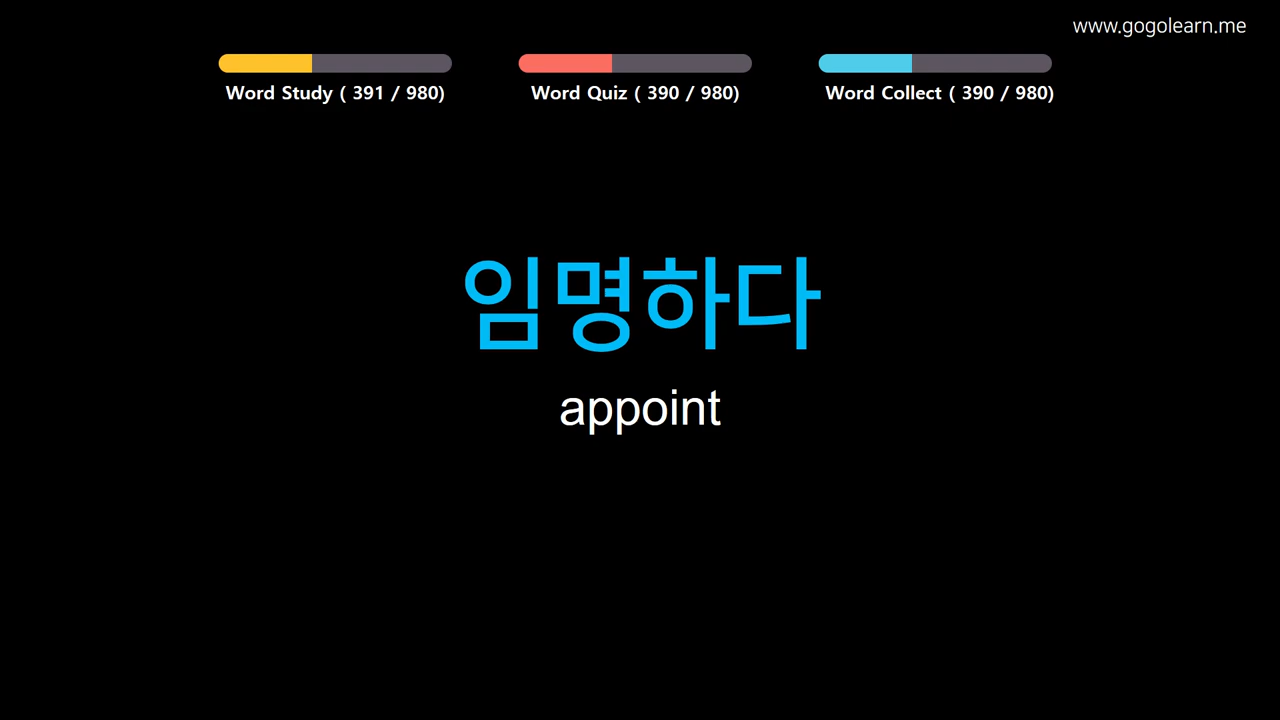 www.gogolearn.me
Word Study ( 391 / 980)
Word Quiz ( 390 / 980)
Word Collect ( 390 / 980)
임명하다
appoint